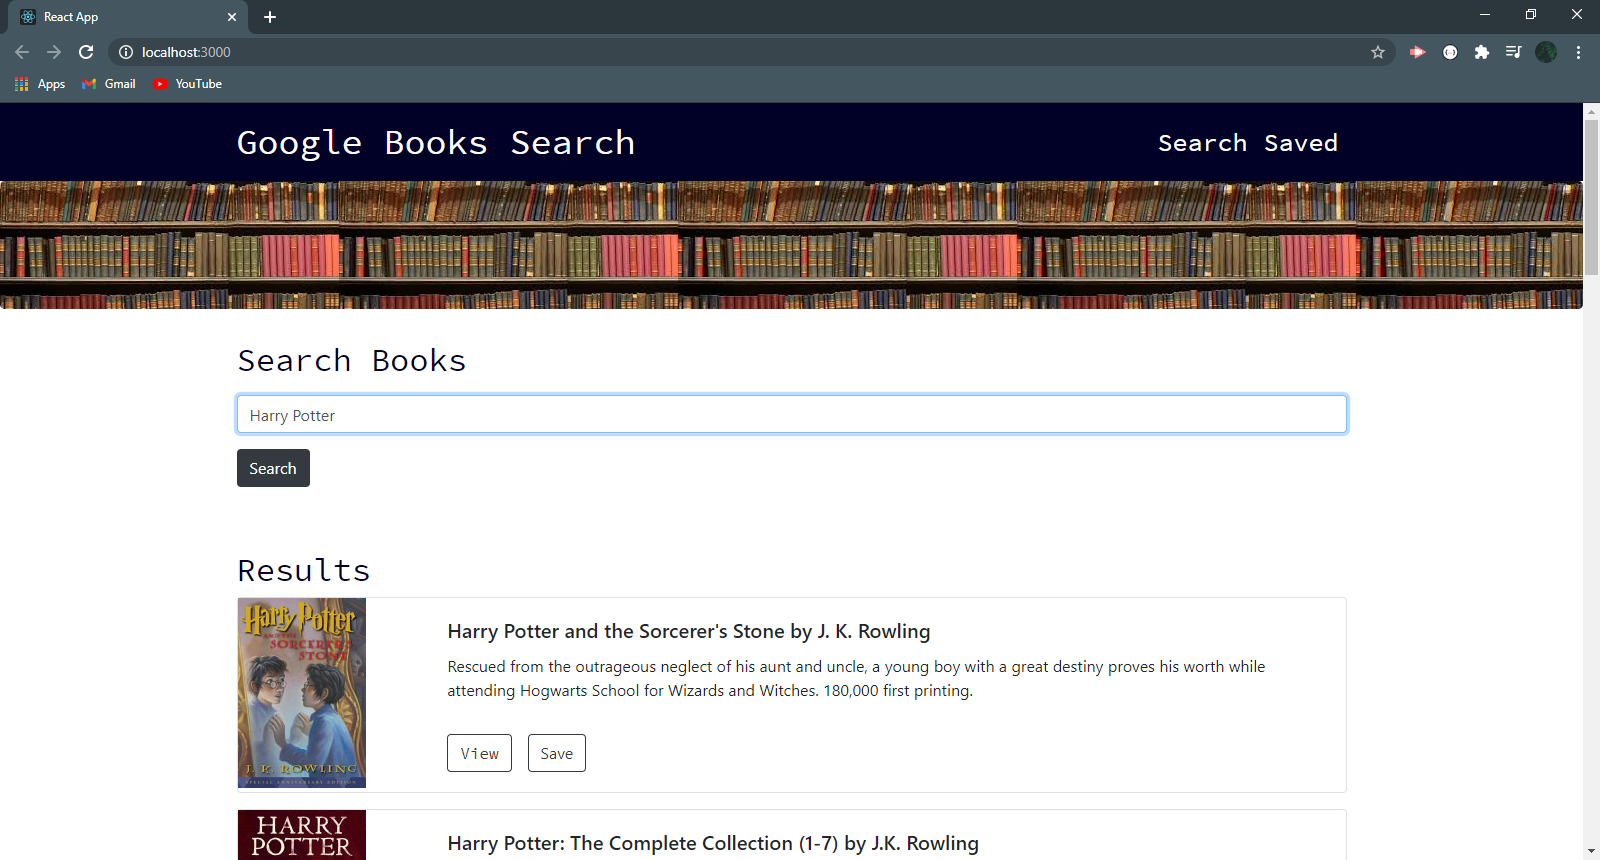 React App
localhost:3000
Apps Gmail YouTube
Google Books Search
Search Saved
Search Books
Harry Potter
Search
Results
Harry Potter
AND THE
SORCERER'S
STONE
J. K. ROWLING
SPECIAL ANNIVERSARY EDITION
Harry Potter and the Sorcerer's Stone by J. K. Rowling
Rescued from the outrageous neglect of his aunt and uncle, a young boy with a great destiny proves his worth while
attending Hogwarts School for Wizards and Witches. 180,000 first printing.
View Save
HARRY
POTTER
Harry Potter: The Complete Collection (1-7) by J.K. Rowling